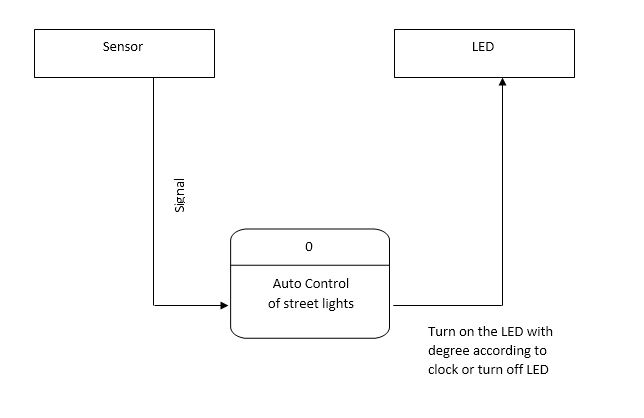 Sensor
LED
Signal
0
Auto Control
of street lights
Turn on the LED with
degree according to
clock or turn off LED